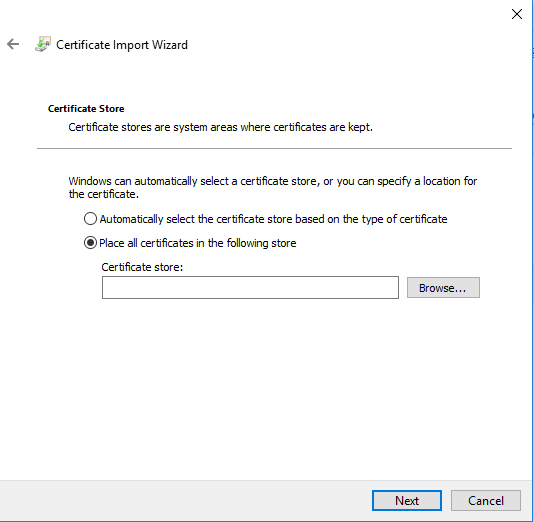 Certificate Import Wizard
Certificate Store
Certificate stores are system areas where certificates are kept.
Windows can automatically select a certificate store, or you can specify a location for
the certificate.
Automatically select the certificate store based on the type of certificate
Place all certificates in the following store
Certificate store:
Browse...
Next
Cancel